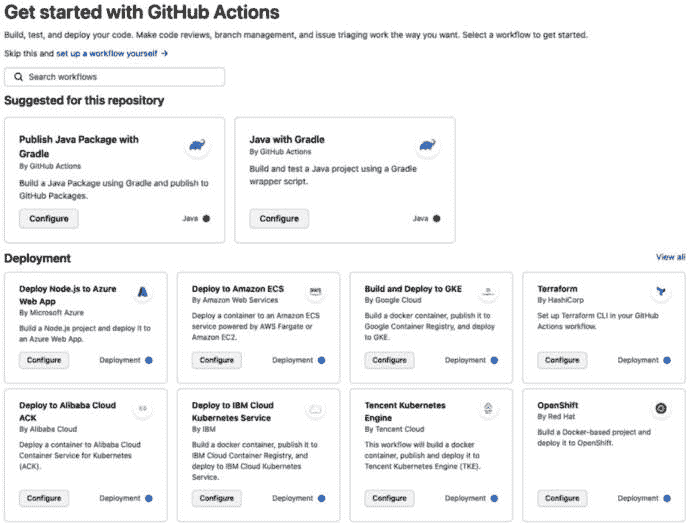 Get started with GitHub Actions
Build, test, and deploy your code. Make code reviews, branch management, and issue triaging work the way you want. Select a workflow to get started.
Skip this and set up a workflow yourself →
Search workflows
Suggested for this repository
Publish Java Package with
Gradle
By GitHub Actions
Build a Java Package using Gradle and publish to
GitHub Packages.
Configure
Java
Java with Gradle
By GitHub Actions
Build and test a Java project using a Gradle
wrapper script.
Configure
Java
Deployment
View all
Deploy Node.js to Azure
Web App
By Microsoft Azure
Build a Node.js project and deploy it to
an Azure Web App.
Configure
Deployment
Deploy to Amazon ECS
By Amazon Web Services
Deploy a container to an Amazon ECS
service powered by AWS Fargate or
Amazon EC2.
Configure
Deployment
Build and Deploy to GKE
By Google Cloud
Build a docker container, publish it to
Google Container Registry, and deploy
to GKE.
Configure
Deployment
Terraform
By HashiCorp
Set up Terraform CLI in your GitHub
Actions workflow.
Configure
Deployment
Deploy to Alibaba Cloud
ACK
By Alibaba Cloud
Deploy a container to Alibaba Cloud
Container Service for Kubernetes
(ACK).
Configure
Deployment
Deploy to IBM Cloud
Kubernetes Service
By IBM
Build a docker container, publish it to
IBM Cloud Container Registry, and
deploy to IBM Cloud Kubernetes
Service.
Configure
Deployment
Tencent Kubernetes
Engine
By Tencent Cloud
This workflow will build a docker
container, publish and deploy it to
Tencent Kubernetes Engine (TKE).
Configure
Deployment
OpenShift
By Red Hat
Build a Docker-based project and
deploy it to OpenShift.
Configure
Deployment